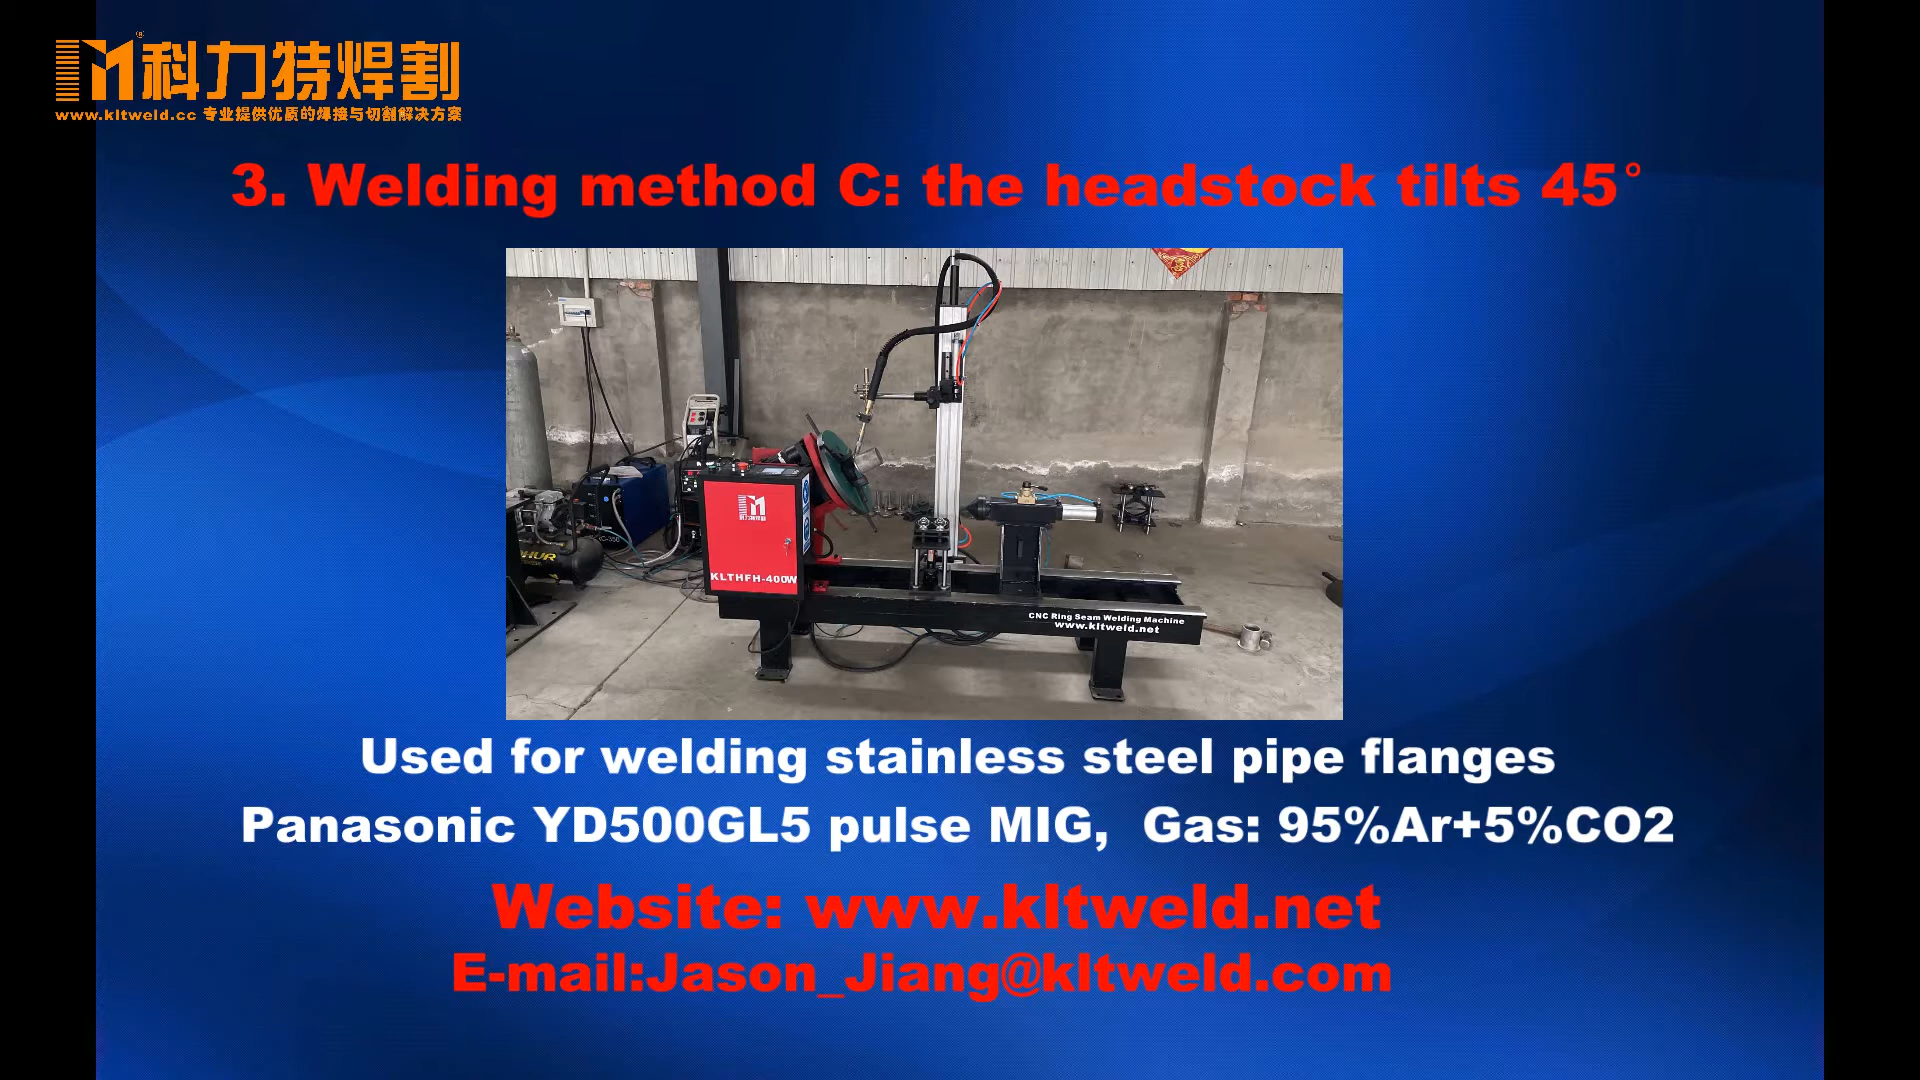 科力特焊割
www.kltweld.cc 专业提供优质的焊接与切割解决方案
3. Welding method C: the headstock tilts 45°
KLTHFH-400W
CNC Ring Seam Welding Machine
www.kltweld.net
Used for welding stainless steel pipe flanges
Panasonic YD500GL5 pulse MIG, Gas: 95%Ar+5%CO2
Website: www.kltweld.net
E-mail:Jason_Jiang@kltweld.com